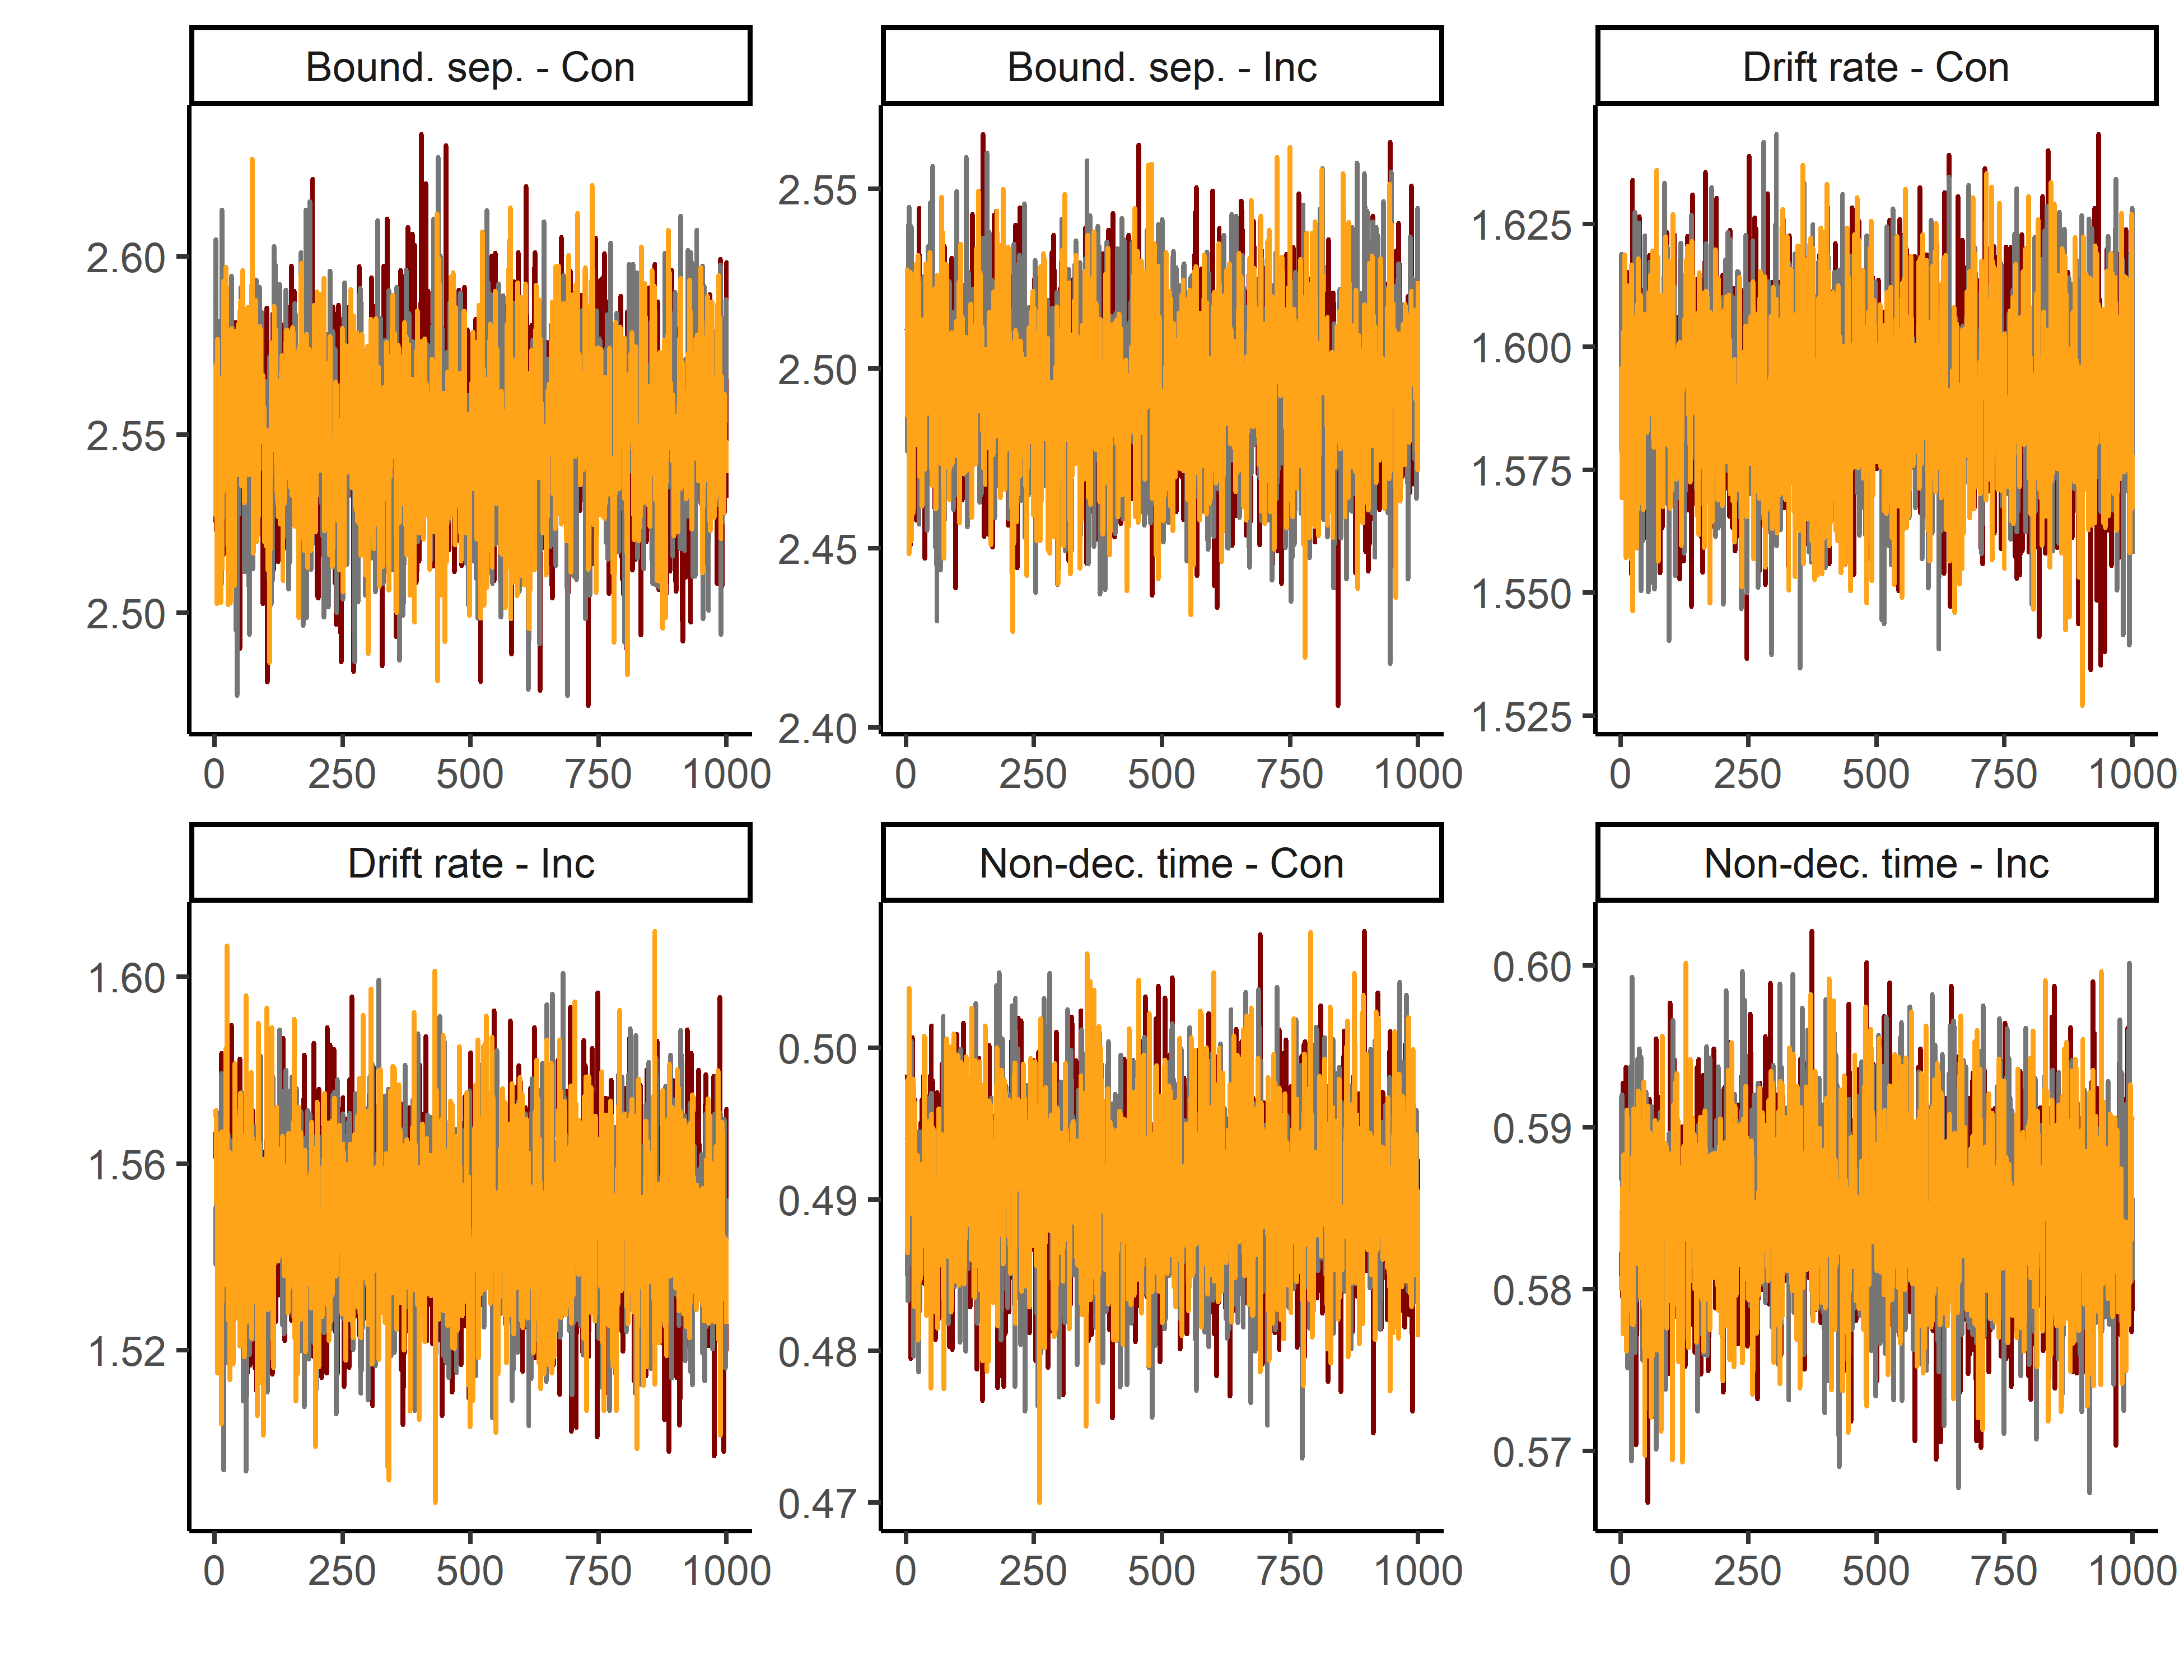 Bound. sep. - Con
Bound. sep. - Inc
Drift rate - Con
2.60
2.55
2.50
0 250 500 750 1000
2.55
2.50
2.45
2.40
0 250 500 750 1000
1.625
1.600
1.575
1.550
1.525
0 250 500 750 1000
Drift rate - Inc
Non-dec. time - Con
Non-dec. time - Inc
1.60
1.56
1.52
0 250 500 750 1000
0.50
0.49
0.48
0.47
0 250 500 750 1000
0.60
0.59
0.58
0.57
0 250 500 750 1000